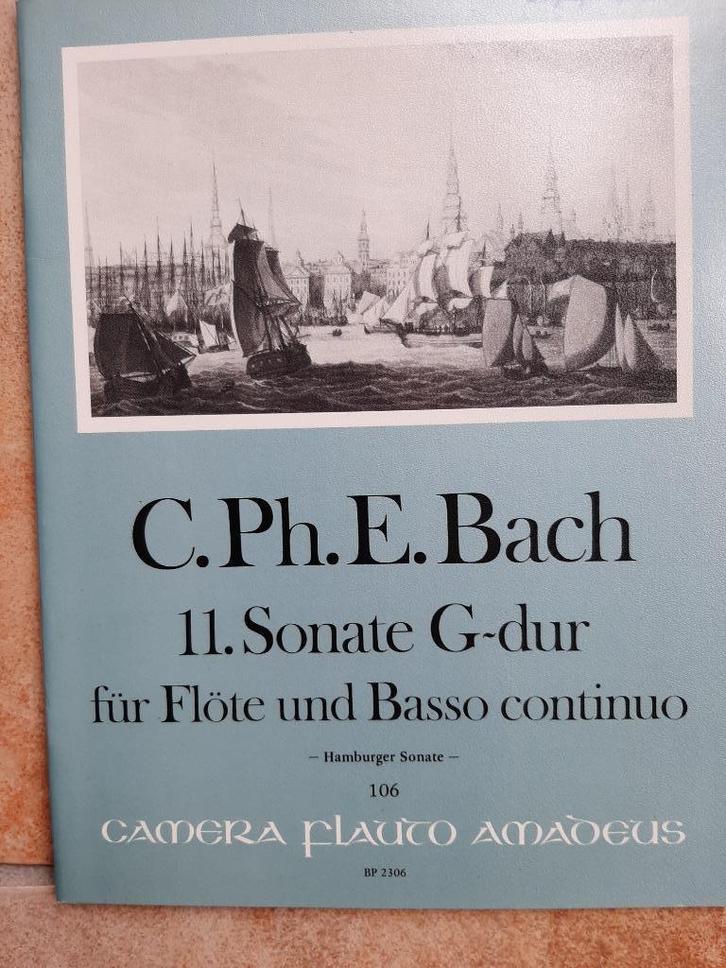 C.Ph.E.Bach
11.Sonate G-dur
für Flöte und Basso continuo
– Hamburger Sonate –
106
CAMERA FLAUTO AMADEUS
BP 2306